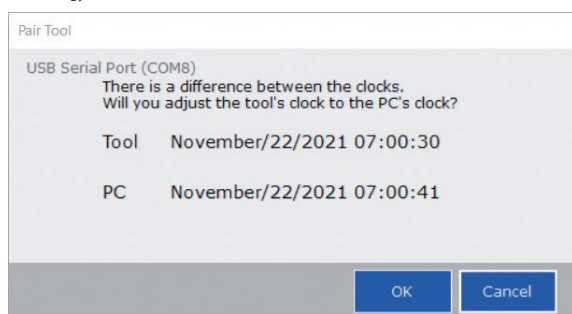 Pair Tool
USB Serial Port (COM8)
There is a difference between the clocks.
Will you adjust the tool's clock to the PC's clock?
Tool November/22/2021 07:00:30
PC November/22/2021 07:00:41
OK Cancel